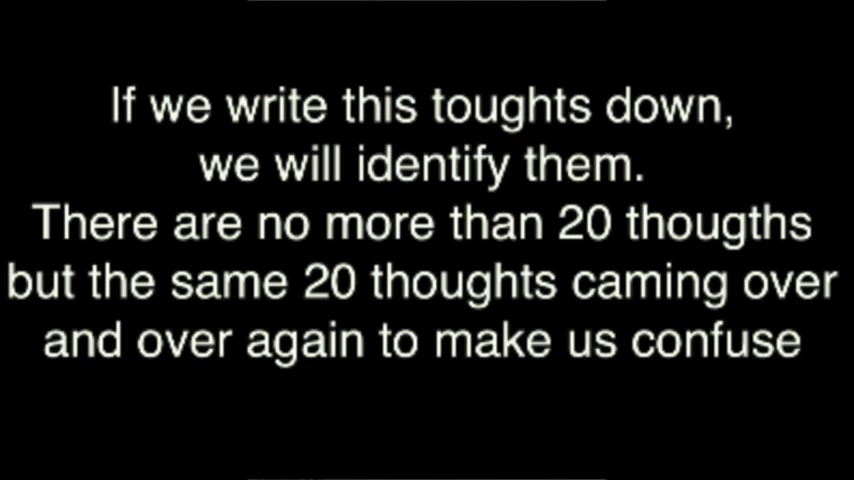 If we write this toughts down,
we will identify them.
There are no more than 20 thougths
but the same 20 thoughts caming over
and over again to make us confuse